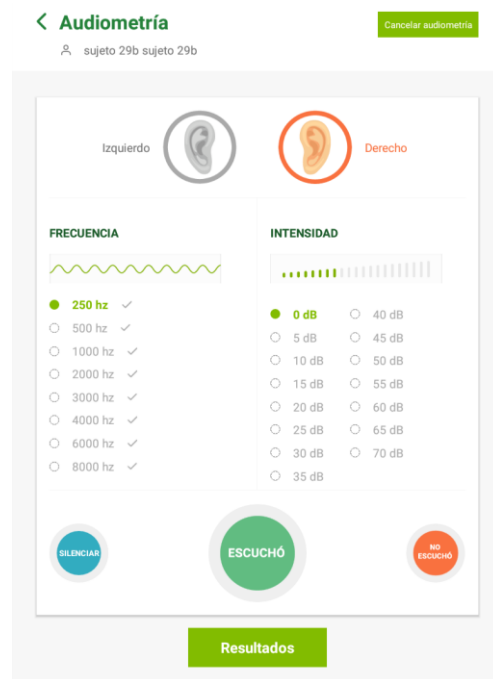 Audiometría
Cancelar audiometría
sujeto 29b sujeto 29b
Izquierdo
Derecho
FRECUENCIA
250 hz
500 hz
1000 hz
2000 hz
3000 hz
4000 hz
6000 hz
8000 hz
INTENSIDAD
0 dB
5 dB
10 dB
15 dB
20 dB
25 dB
30 dB
35 dB
40 dB
45 dB
50 dB
55 dB
60 dB
65 dB
70 dB
SILENCIAR
ESCUCHÓ
NO
ESCUCHÓ
Resultados